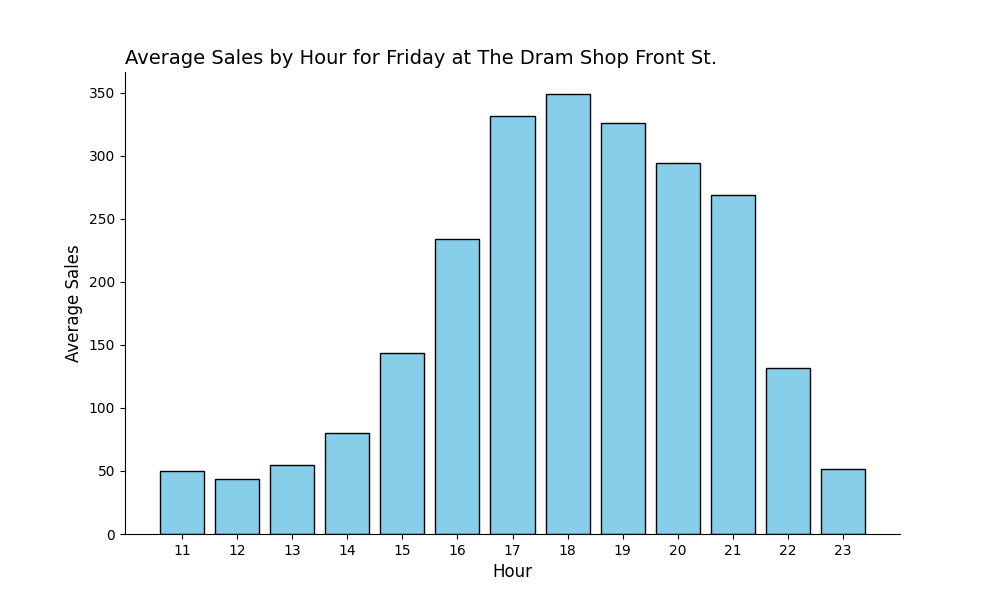 Average Sales by Hour for Friday at The Dram Shop Front St.
350
300
250
200
150
100
50
0
Average Sales
11 12 13 14 15 16 17 18 19 20 21 22 23
Hour